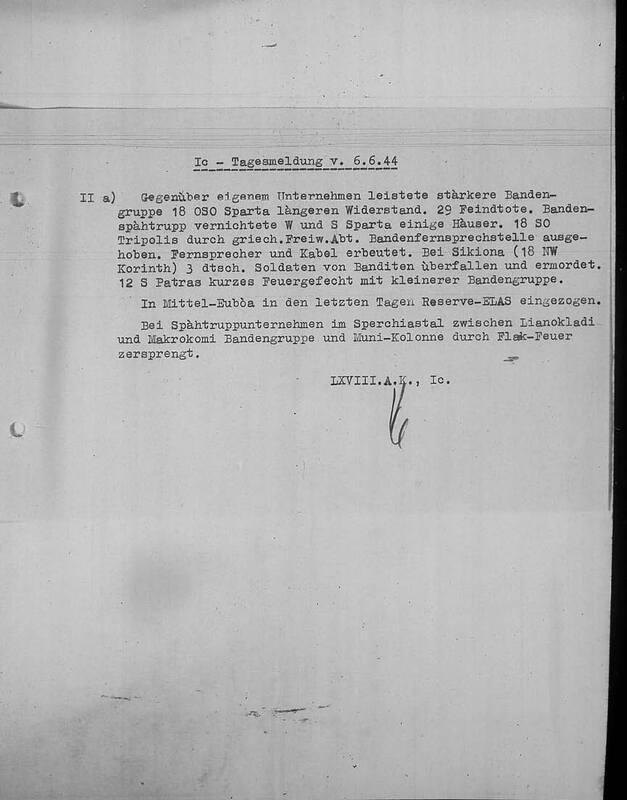 Ic - Tagesmeldung v. 6.6.44
II a) Gegenüber eigenem Unternehmen leistete stärkere Banden-
gruppe 18 OSO Sparta längeren Widerstand. 29 Feindtote. Banden-
spähtrupp vernichtete W und S Sparta einige Häuser. 18 SO
Tripolis durch griech.Freiw.Abt. Bandenfernsprechstelle ausge-
hoben. Fernsprecher und Kabel erbeutet. Bei Sikiona (18 NW
Korinth) 3 dtsch. Soldaten von Banditen überfallen und ermordet.
12 S Patras kurzes Feuergefecht mit kleinerer Bandengruppe.
In Mittel-Euböa in den letzten Tagen Reserve-ELAS eingezogen.
Bei Spähtruppunternehmen im Sperchiastal zwischen Lianokladi
und Makrokomi Bandengruppe und Muni-Kolonne durch Flak-Feuer
zersprengt.
LXVIII.A.K., Ic.